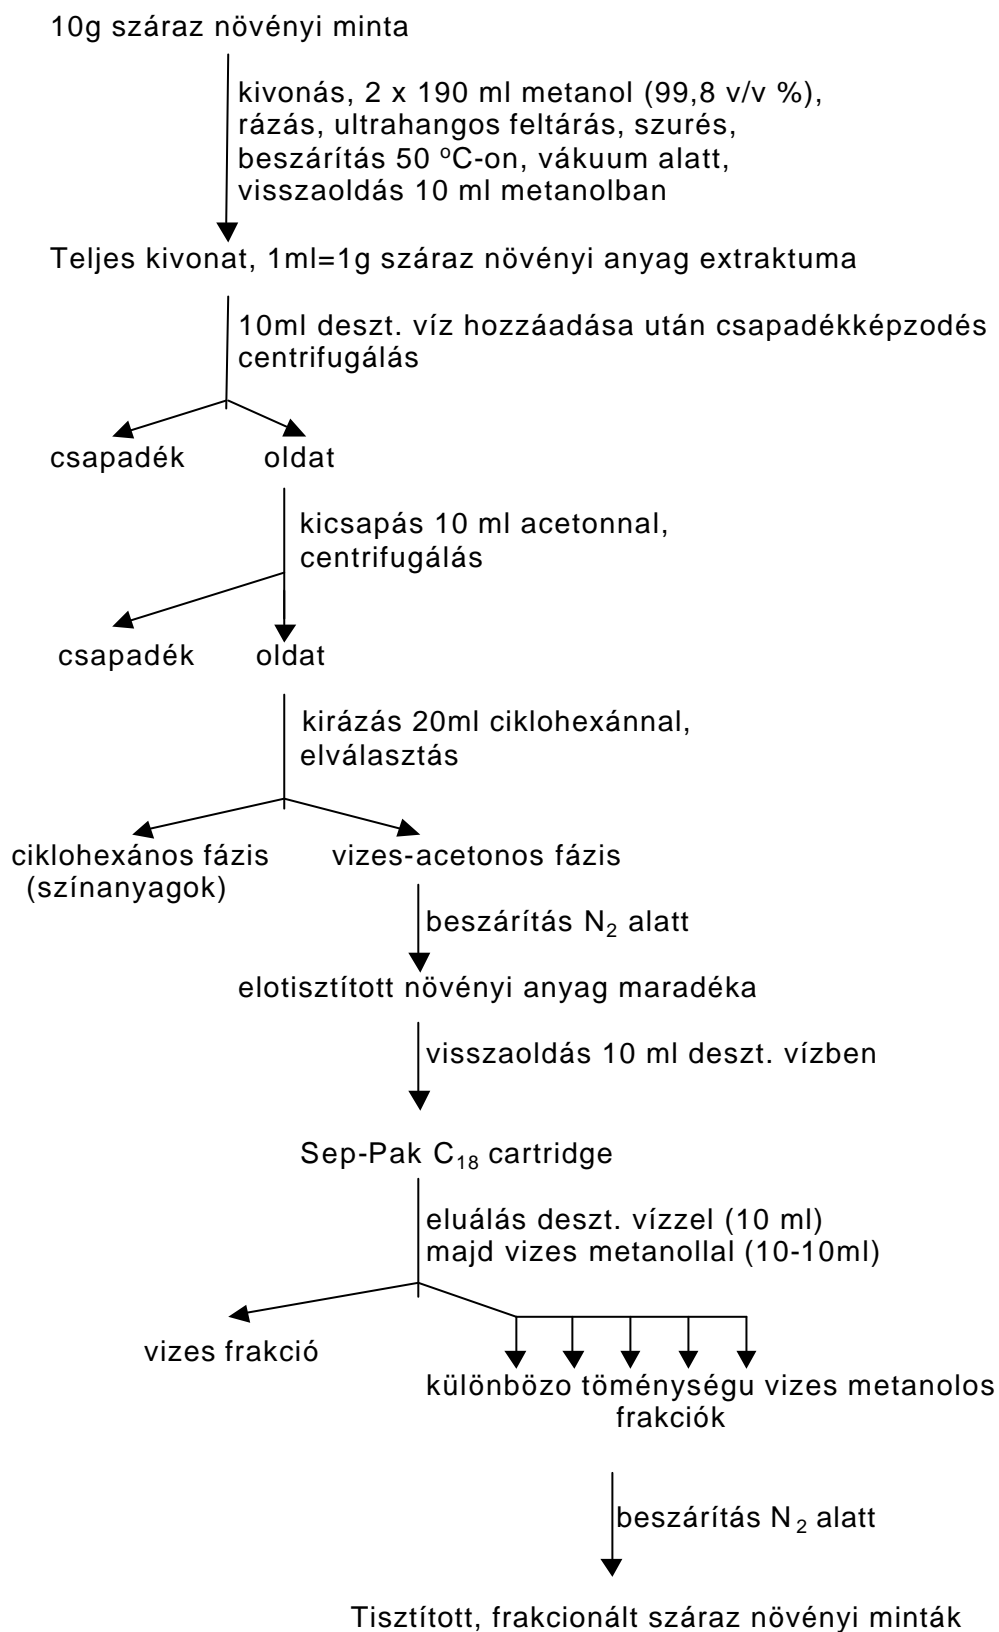 10g száraz növényi minta
kivonás, 2 x 190 ml metanol (99,8 v/v %),
rázás, ultrahangos feltárás, szurés,
beszárítás 50 °C-on, vákuum alatt,
visszaoldás 10 ml metanolban
Teljes kivonat, 1ml=1g száraz növényi anyag extraktuma
10ml deszt. víz hozzáadása után csapadékképzodés
centrifugálás
csapadék oldat
kicsapás 10 ml acetonnal,
centrifugálás
csapadék oldat
kirázás 20ml ciklohexánnal,
elválasztás
ciklohexános fázis vizes-acetonos fázis
(színanyagok)
beszárítás N₂ alatt
elotisztított növényi anyag maradéka
visszaoldás 10 ml deszt. vízben
Sep-Pak C₁₈ cartridge
eluálás deszt. vízzel (10 ml)
majd vizes metanollal (10-10ml)
vizes frakció
különbözo töménységu vizes metanolos
frakciók
beszárítás N₂ alatt
Tisztított, frakcionált száraz növényi minták